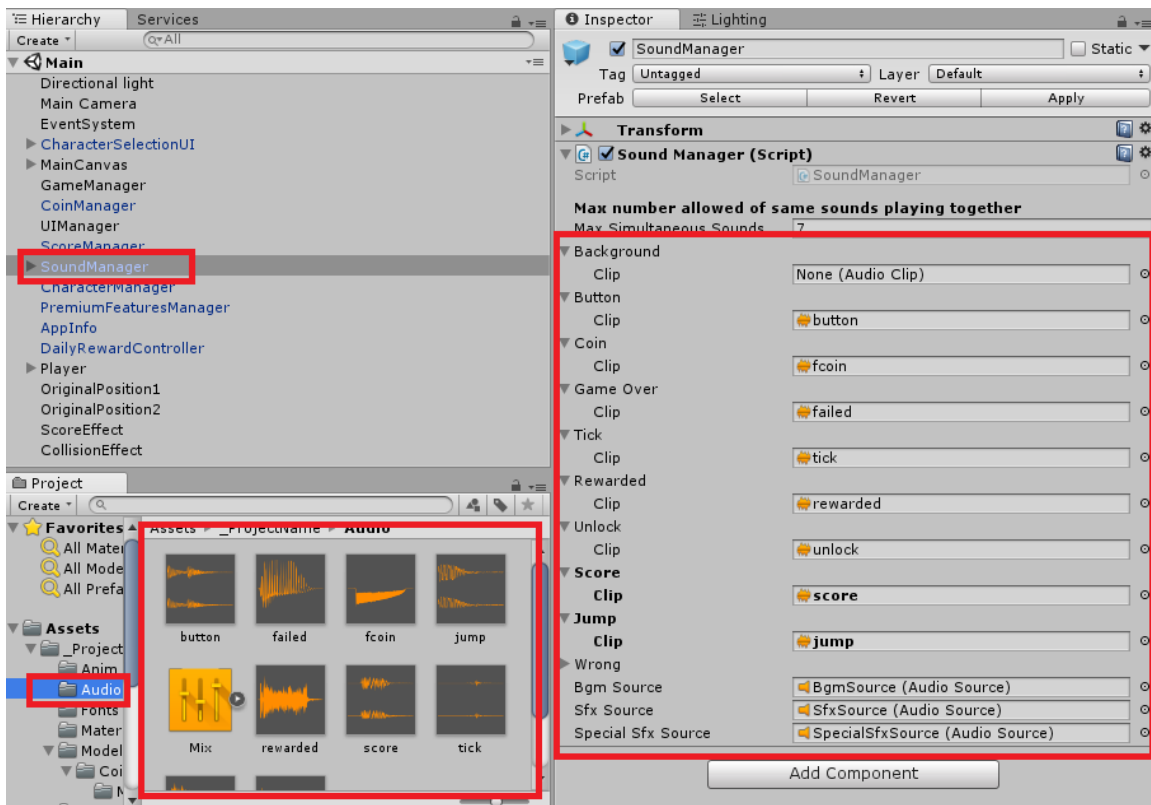 Hierarchy
Services
Create
All
Main
Directional light
Main Camera
EventSystem
CharacterSelectionUI
MainCanvas
GameManager
CoinManager
UIManager
ScoreManager
SoundManager
CharacterManager
PremiumFeaturesManager
AppInfo
DailyRewardController
Player
OriginalPosition1
OriginalPosition2
ScoreEffect
CollisionEffect
Project
Create
Favorites
All Mater
All Mode
All Prefa
Assets
_Project
Anim
Audio
Fonts
Mater
Model
Coi
Assets _ProjectName Audio
button failed fcoin jump
Mix rewarded score tick
Inspector Lighting
SoundManager Static
Tag Untagged Layer Default
Prefab Select Revert Apply
Transform
Sound Manager (Script)
Script SoundManager
Max number allowed of same sounds playing together
Max Simultaneous Sounds 7
Background
Clip None (Audio Clip)
Button
Clip button
Coin
Clip fcoin
Game Over
Clip failed
Tick
Clip tick
Rewarded
Clip rewarded
Unlock
Clip unlock
Score
Clip score
Jump
Clip jump
Wrong
Bgm Source BgmSource (Audio Source)
Sfx Source SfxSource (Audio Source)
Special Sfx Source SpecialSfxSource (Audio Source)
Add Component